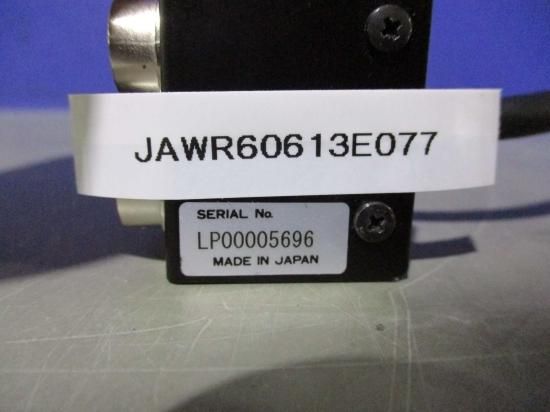 JAWR60613E077
SERIAL No.
LP00005696
MADE IN JAPAN